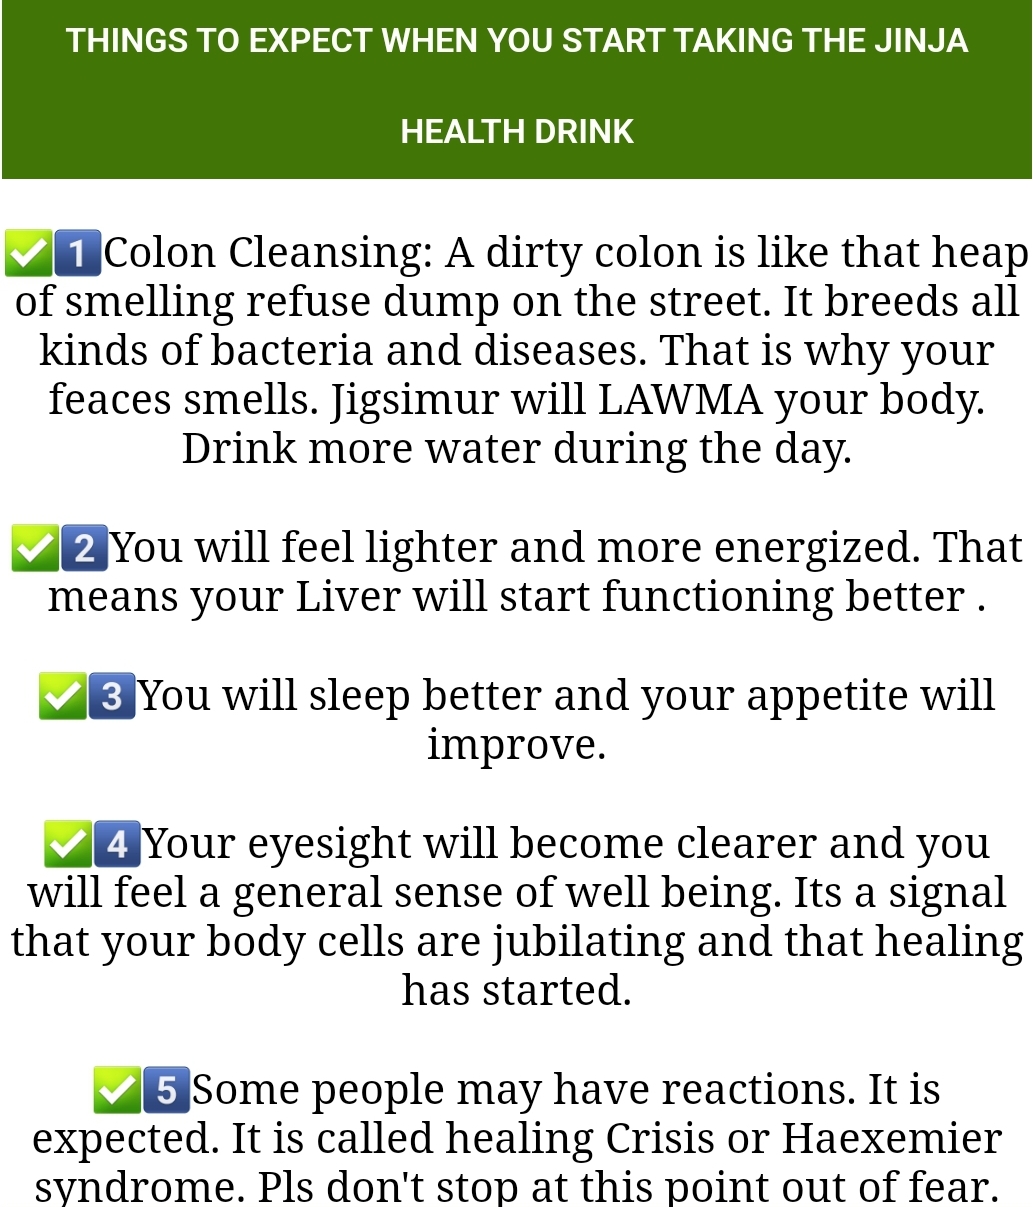 THINGS TO EXPECT WHEN YOU START TAKING THE JINJA
HEALTH DRINK
✅1️⃣Colon Cleansing: A dirty colon is like that heap
of smelling refuse dump on the street. It breeds all
kinds of bacteria and diseases. That is why your
feaces smells. Jigsimur will LAWMA your body.
Drink more water during the day.
✅2️⃣You will feel lighter and more energized. That
means your Liver will start functioning better .
✅3️⃣You will sleep better and your appetite will
improve.
✅4️⃣Your eyesight will become clearer and you
will feel a general sense of well being. Its a signal
that your body cells are jubilating and that healing
has started.
✅5️⃣Some people may have reactions. It is
expected. It is called healing Crisis or Haexemier
syndrome. Pls don't stop at this point out of fear.